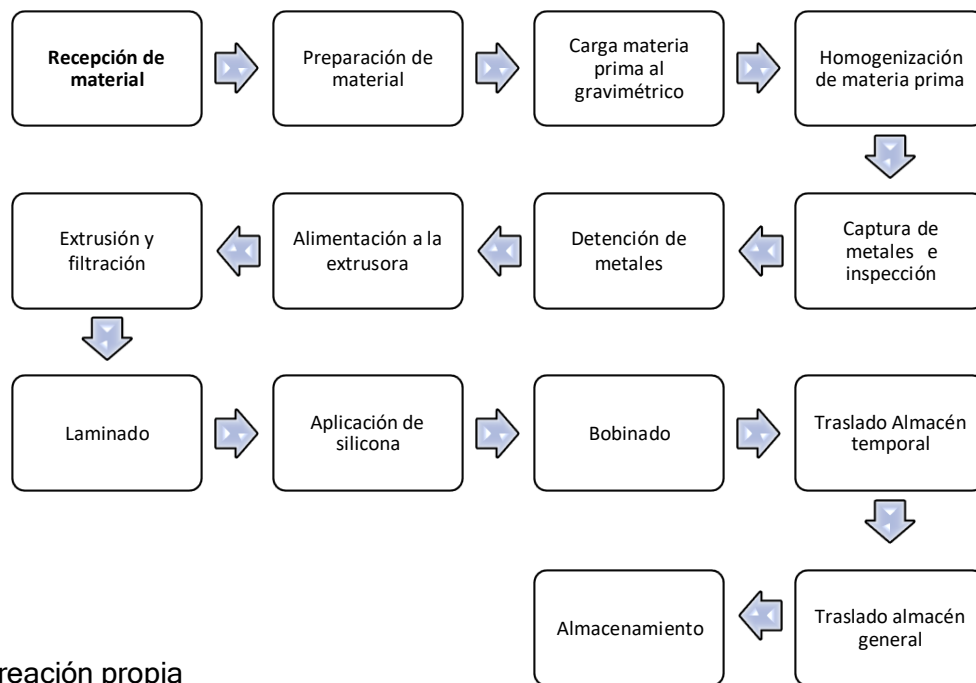 Recepción de
material
Preparación de
material
Carga materia
prima al
gravimétrico
Homogenización
de materia prima
Captura de
metales e
inspección
Detención de
metales
Alimentación a la
extrusora
Extrusión y
filtración
Laminado
Aplicación de
silicona
Bobinado
Traslado Almacén
temporal
Traslado almacén
general
Almacenamiento
reación propia